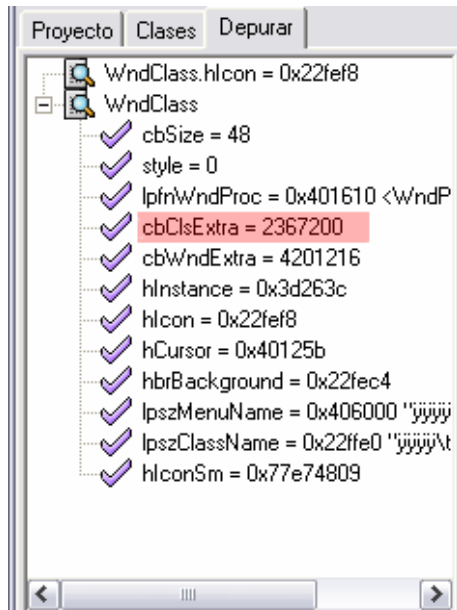 Proyecto Clases Depurar
WndClass.hIcon = 0x22fef8
WndClass
cbSize = 48
style = 0
lpfnWndProc = 0x401610 <WndP
cbClsExtra = 2367200
cbWndExtra = 4201216
hInstance = 0x3d263c
hIcon = 0x22fef8
hCursor = 0x40125b
hbrBackground = 0x22fec4
lpszMenuName = 0x406000 "ÿÿÿÿ
lpszClassName = 0x22ffe0 "ÿÿÿÿ\t
hIconSm = 0x77e74809